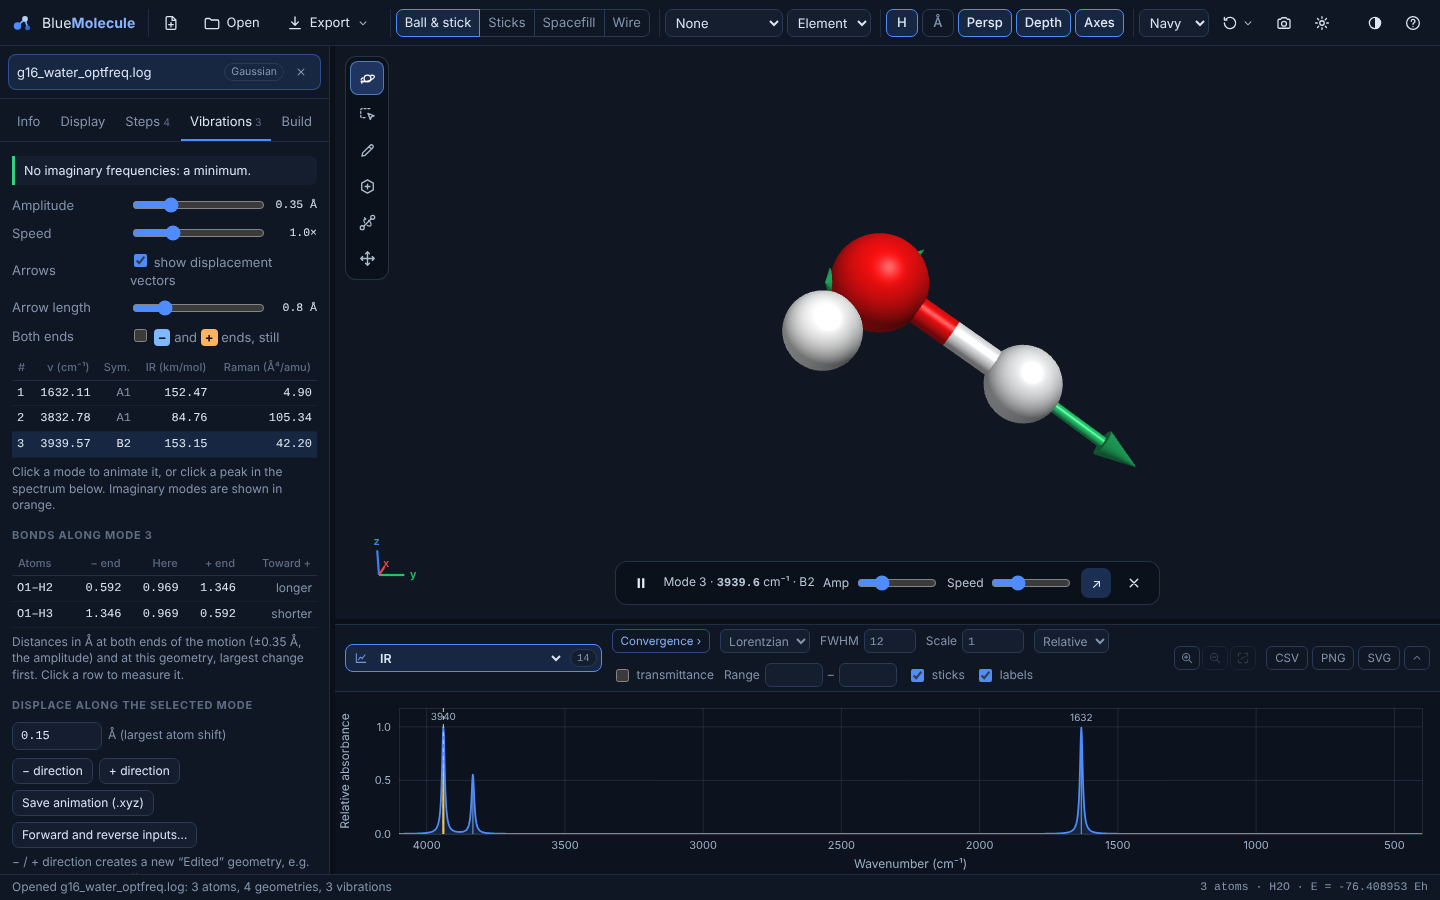 BlueMolecule
Open
Export
Ball & stick
Sticks
Spacefill
Wire
None
Element
H
Å
Persp
Depth
Axes
Navy
g16_water_optfreq.log
Gaussian
Info
Display
Steps 4
Vibrations 3
Build
No imaginary frequencies: a minimum.
Amplitude 0.35 Å
Speed 1.0×
Arrows show displacement vectors
Arrow length 0.8 Å
Both ends − and + ends, still
# ν (cm⁻¹) Sym. IR (km/mol) Raman (Å⁴/amu)
1 1632.11 A1 152.47 4.90
2 3832.78 A1 84.76 105.34
3 3939.57 B2 153.15 42.20
Click a mode to animate it, or click a peak in the
spectrum below. Imaginary modes are shown in
orange.
BONDS ALONG MODE 3
Atoms − end Here + end Toward +
O1−H2 0.592 0.969 1.346 longer
O1−H3 1.346 0.969 0.592 shorter
Distances in Å at both ends of the motion (±0.35 Å,
the amplitude) and at this geometry, largest change
first. Click a row to measure it.
DISPLACE ALONG THE SELECTED MODE
0.15 Å (largest atom shift)
− direction
+ direction
Save animation (.xyz)
Forward and reverse inputs...
− / + direction creates a new “Edited” geometry, e.g.
z
x
y
Mode 3 · 3939.6 cm⁻¹ · B2 Amp Speed
IR 14
Convergence ›
Lorentzian
FWHM 12
Scale 1
Relative
transmittance Range – sticks labels
CSV
PNG
SVG
Relative absorbance
1.0
0.5
0.0
3940
1632
4000 3500 3000 2500 2000 1500 1000 500
Wavenumber (cm⁻¹)
Opened g16_water_optfreq.log: 3 atoms, 4 geometries, 3 vibrations
3 atoms · H2O · E = -76.408953 Eh